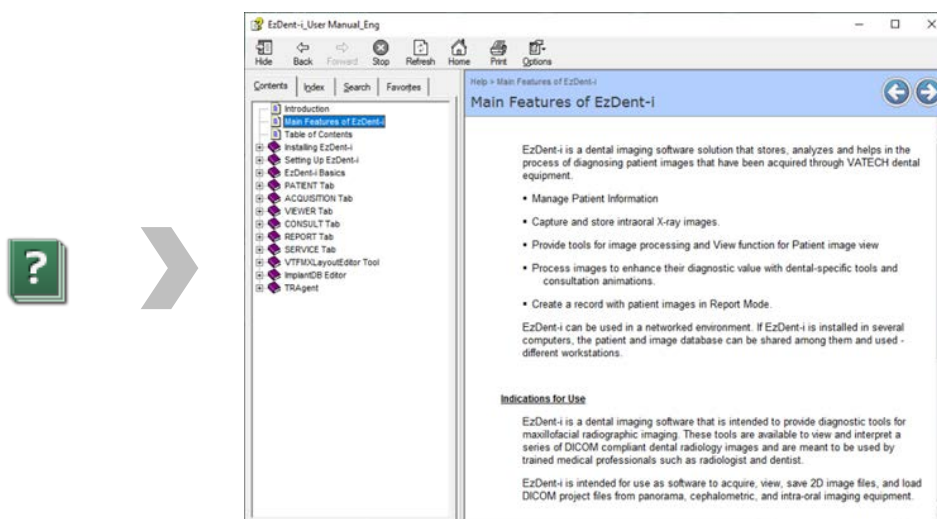 ?
EzDent-i_User Manual_Eng
Hide Back Forward Stop Refresh Home Print Options
Contents Index Search Favorites
Introduction
Main Features of EzDent-i
Table of Contents
Installing EzDent-i
Setting Up EzDent-i
EzDent-i Basics
PATIENT Tab
ACQUISITION Tab
VIEWER Tab
CONSULT Tab
REPORT Tab
SERVICE Tab
VTFMXLayoutEditor Tool
ImplantDB Editor
TRAgent
Help > Main Features of EzDent-i
Main Features of EzDent-i
EzDent-i is a dental imaging software solution that stores, analyzes and helps in the
process of diagnosing patient images that have been acquired through VATECH dental
equipment.
• Manage Patient Information
• Capture and store intraoral X-ray images.
• Provide tools for image processing and View function for Patient image view
• Process images to enhance their diagnostic value with dental-specific tools and
consultation animations.
• Create a record with patient images in Report Mode.
EzDent-i can be used in a networked environment. If EzDent-i is installed in several
computers, the patient and image database can be shared among them and used -
different workstations.
Indications for Use
EzDent-i is a dental imaging software that is intended to provide diagnostic tools for
maxillofacial radiographic imaging. These tools are available to view and interpret a
series of DICOM compliant dental radiology images and are meant to be used by
trained medical professionals such as radiologist and dentist.
EzDent-i is intended for use as software to acquire, view, save 2D image files, and load
DICOM project files from panorama, cephalometric, and intra-oral imaging equipment.